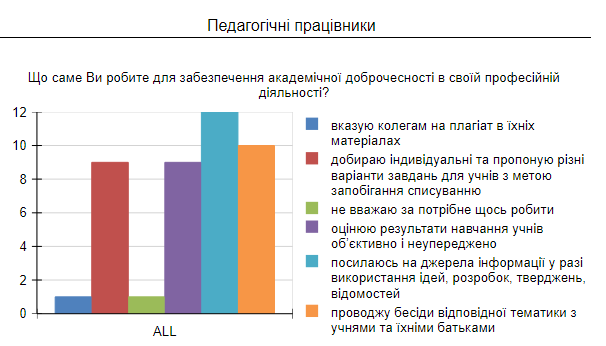 Педагогічні працівники
Що саме Ви робите для забезпечення академічної доброчесності в своїй професійній
діяльності?
12
10
8
6
4
2
0
ALL
вказую колегам на плагіат в їхніх
матеріалах
добираю індивідуальні та пропоную різні
варіанти завдань для учнів з метою
запобігання списуванню
не вважаю за потрібне щось робити
оцінюю результати навчання учнів
об’єктивно і неупереджено
посилаюсь на джерела інформації у разі
використання ідей, розробок, тверджень,
відомостей
проводжу бесіди відповідної тематики з
учнями та їхніми батьками